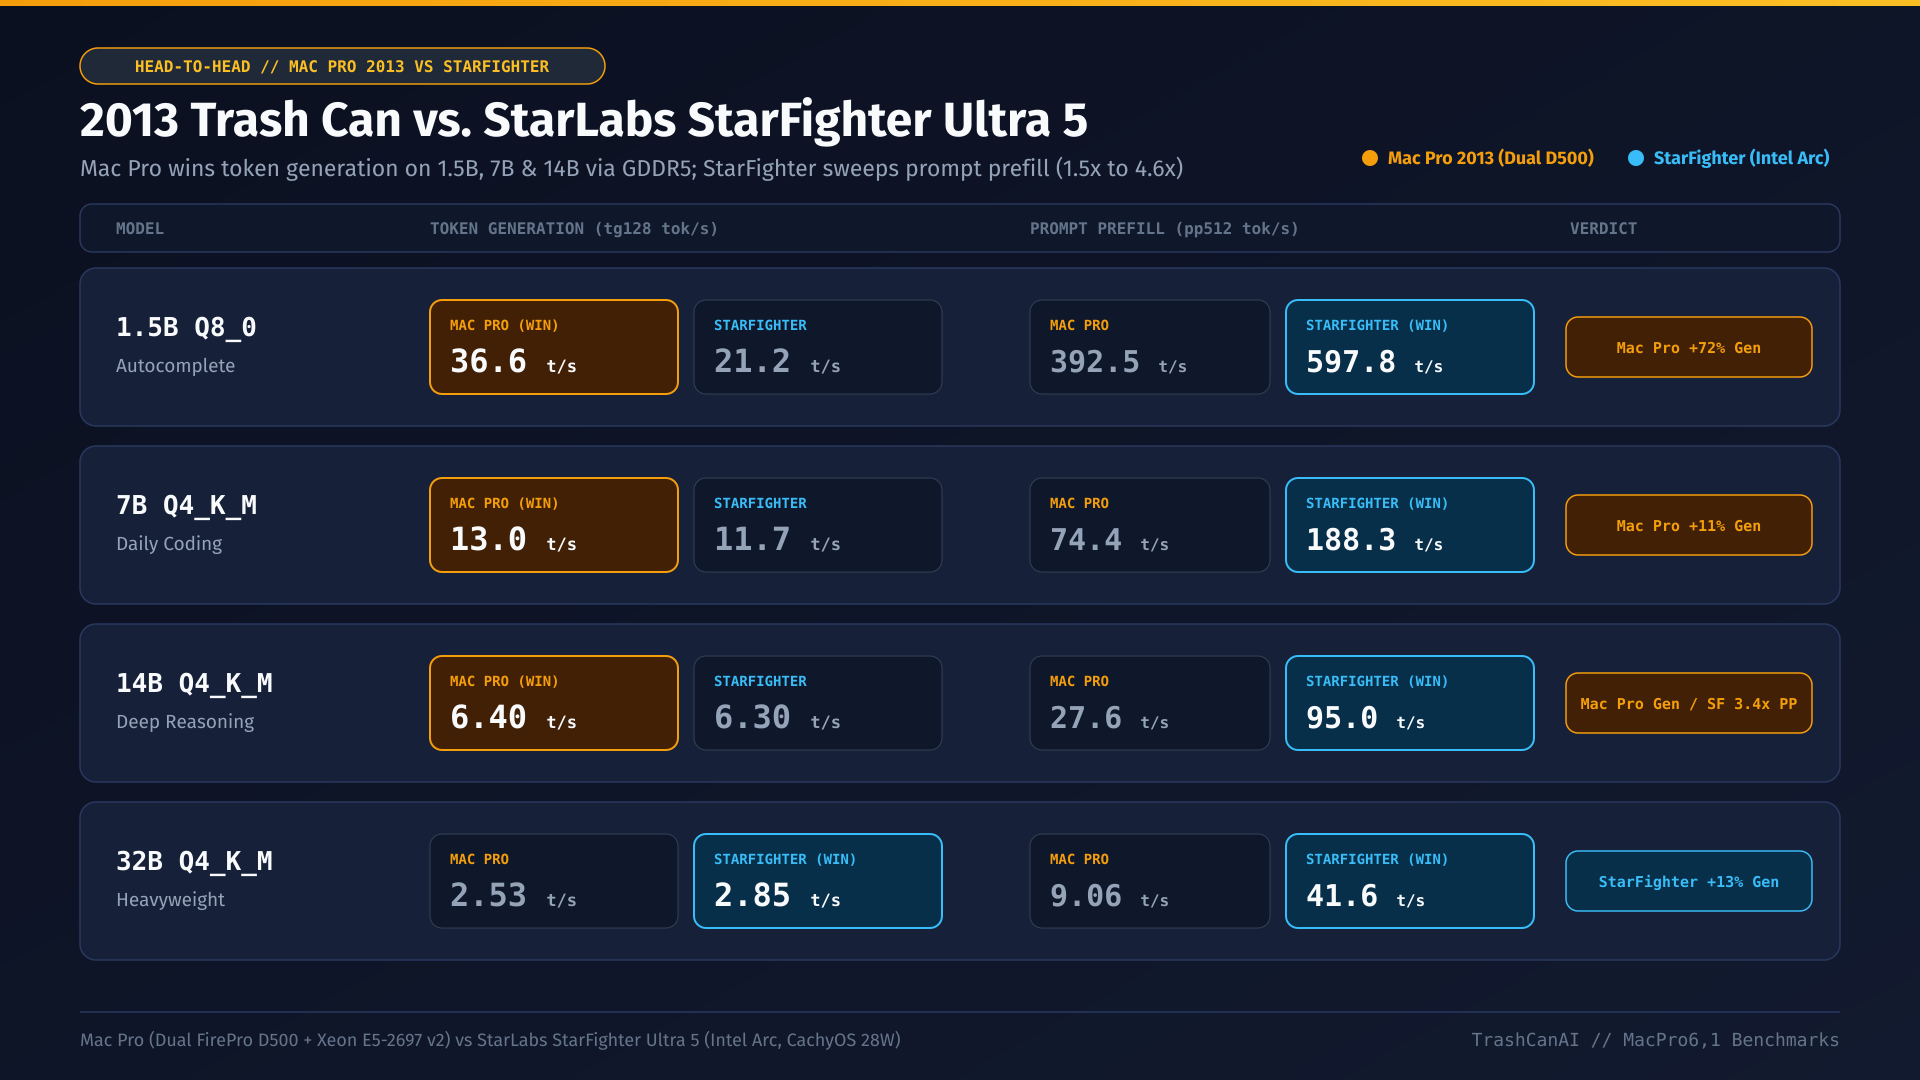 HEAD-TO-HEAD // MAC PRO 2013 VS STARFIGHTER
2013 Trash Can vs. StarLabs StarFighter Ultra 5
Mac Pro wins token generation on 1.5B, 7B & 14B via GDDR5; StarFighter sweeps prompt prefill (1.5x to 4.6x)
Mac Pro 2013 (Dual D500) StarFighter (Intel Arc)
MODEL TOKEN GENERATION (tg128 tok/s) PROMPT PREFILL (pp512 tok/s) VERDICT
1.5B Q8_0
Autocomplete
MAC PRO (WIN)
36.6 t/s
STARFIGHTER
21.2 t/s
MAC PRO
392.5 t/s
STARFIGHTER (WIN)
597.8 t/s
Mac Pro +72% Gen
7B Q4_K_M
Daily Coding
MAC PRO (WIN)
13.0 t/s
STARFIGHTER
11.7 t/s
MAC PRO
74.4 t/s
STARFIGHTER (WIN)
188.3 t/s
Mac Pro +11% Gen
14B Q4_K_M
Deep Reasoning
MAC PRO (WIN)
6.40 t/s
STARFIGHTER
6.30 t/s
MAC PRO
27.6 t/s
STARFIGHTER (WIN)
95.0 t/s
Mac Pro Gen / SF 3.4x PP
32B Q4_K_M
Heavyweight
MAC PRO
2.53 t/s
STARFIGHTER (WIN)
2.85 t/s
MAC PRO
9.06 t/s
STARFIGHTER (WIN)
41.6 t/s
StarFighter +13% Gen
Mac Pro (Dual FirePro D500 + Xeon E5-2697 v2) vs StarLabs StarFighter Ultra 5 (Intel Arc, CachyOS 28W)
TrashCanAI // MacPro6,1 Benchmarks